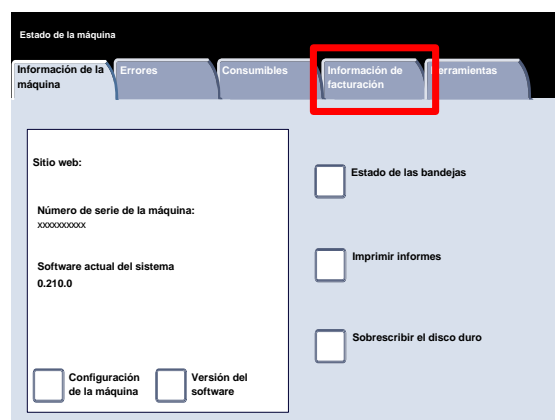 Estado de la máquina
Información de la
máquina
Errores
Consumibles
Información de
facturación
Herramientas
Sitio web:
Número de serie de la máquina:
xxxxxxxxx
Software actual del sistema
0.210.0
Configuración
de la máquina
Versión del
software
Estado de las bandejas
Imprimir informes
Sobrescribir el disco duro